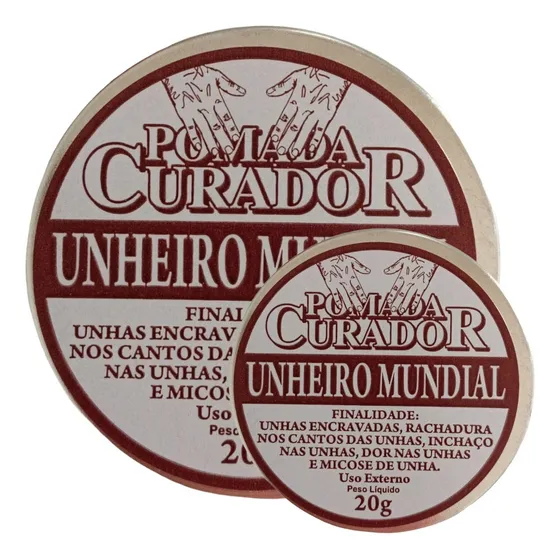 POMADA
CURADOR
UNHEIRO
FINALI
UNHAS ENCRAVA
NOS CANTOS DA
NAS UNHAS,
E MICOS
Uso
Peso
20
POMADA
CURADOR
UNHEIRO MUNDIAL
FINALIDADE:
UNHAS ENCRAVADAS, RACHADURA
NOS CANTOS DAS UNHAS, INCHAÇO
NAS UNHAS, DOR NAS UNHAS
E MICOSE DE UNHA.
Uso Externo
Peso Líquido
20g